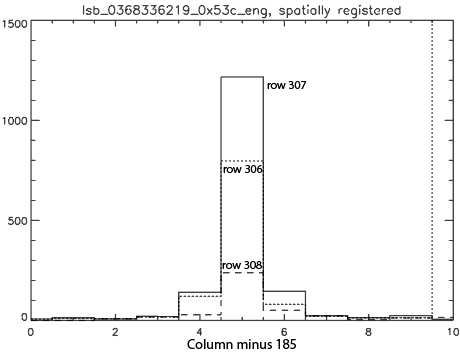 lsb_0368336219_0x53c_eng, spatially registered
1500
row 307
1000
row 306
500
row 308
0
0 2 4 6 8 10
Column minus 185